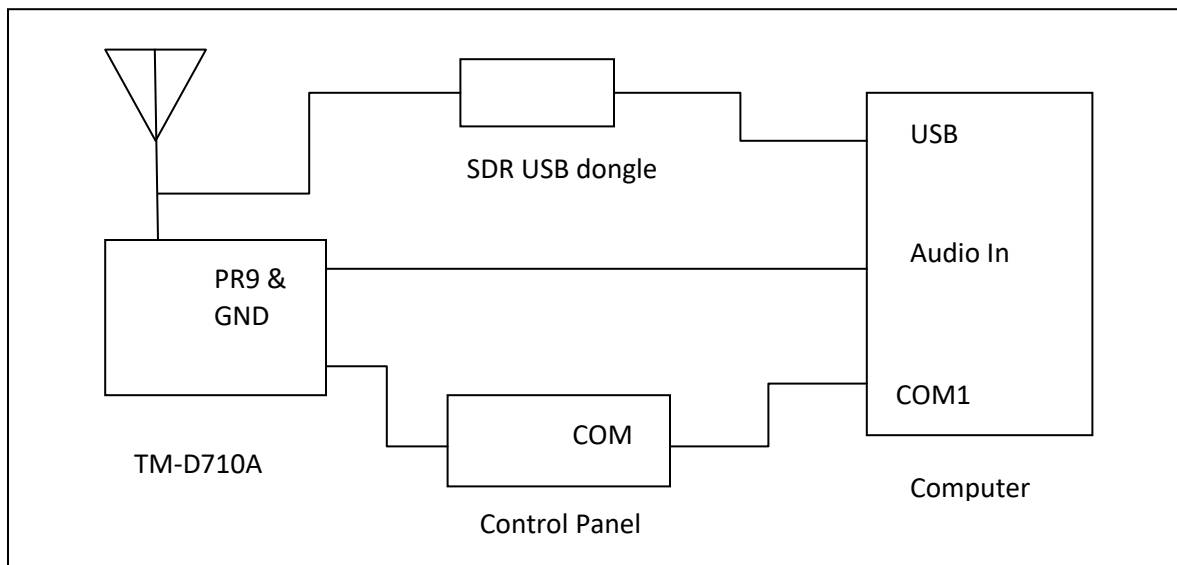 USB
SDR USB dongle
PR9 &
GND
Audio In
COM1
COM
TM-D710A
Computer
Control Panel